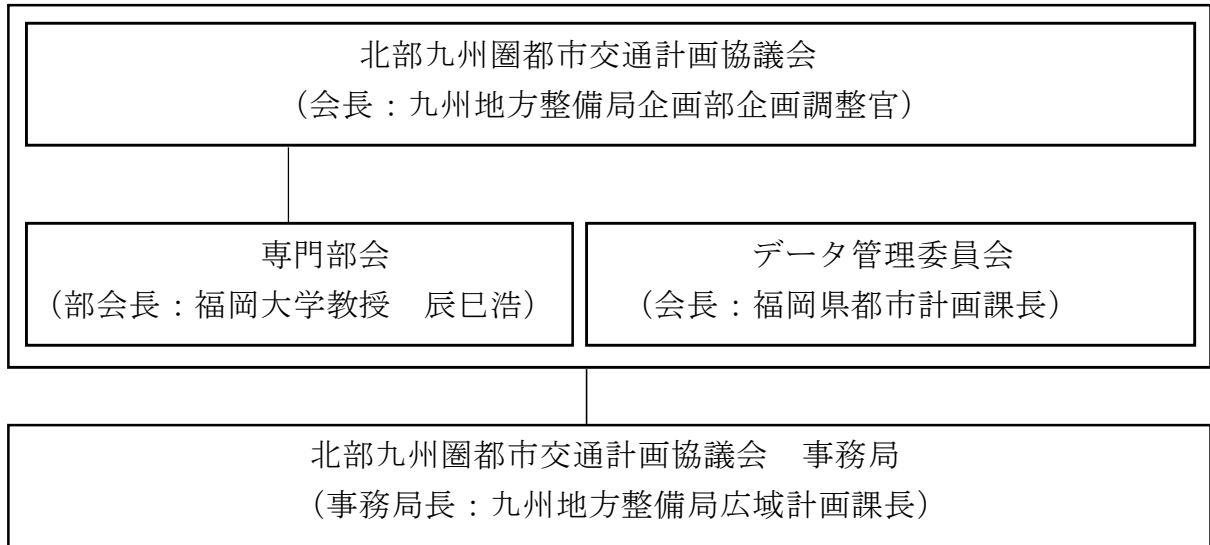 北部九州圏都市交通計画協議会
（会長：九州地方整備局企画部企画調整官）
専門部会
（部会長：福岡大学教授　辰巳浩）
データ管理委員会
（会長：福岡県都市計画課長）
北部九州圏都市交通計画協議会　事務局
（事務局長：九州地方整備局広域計画課長）